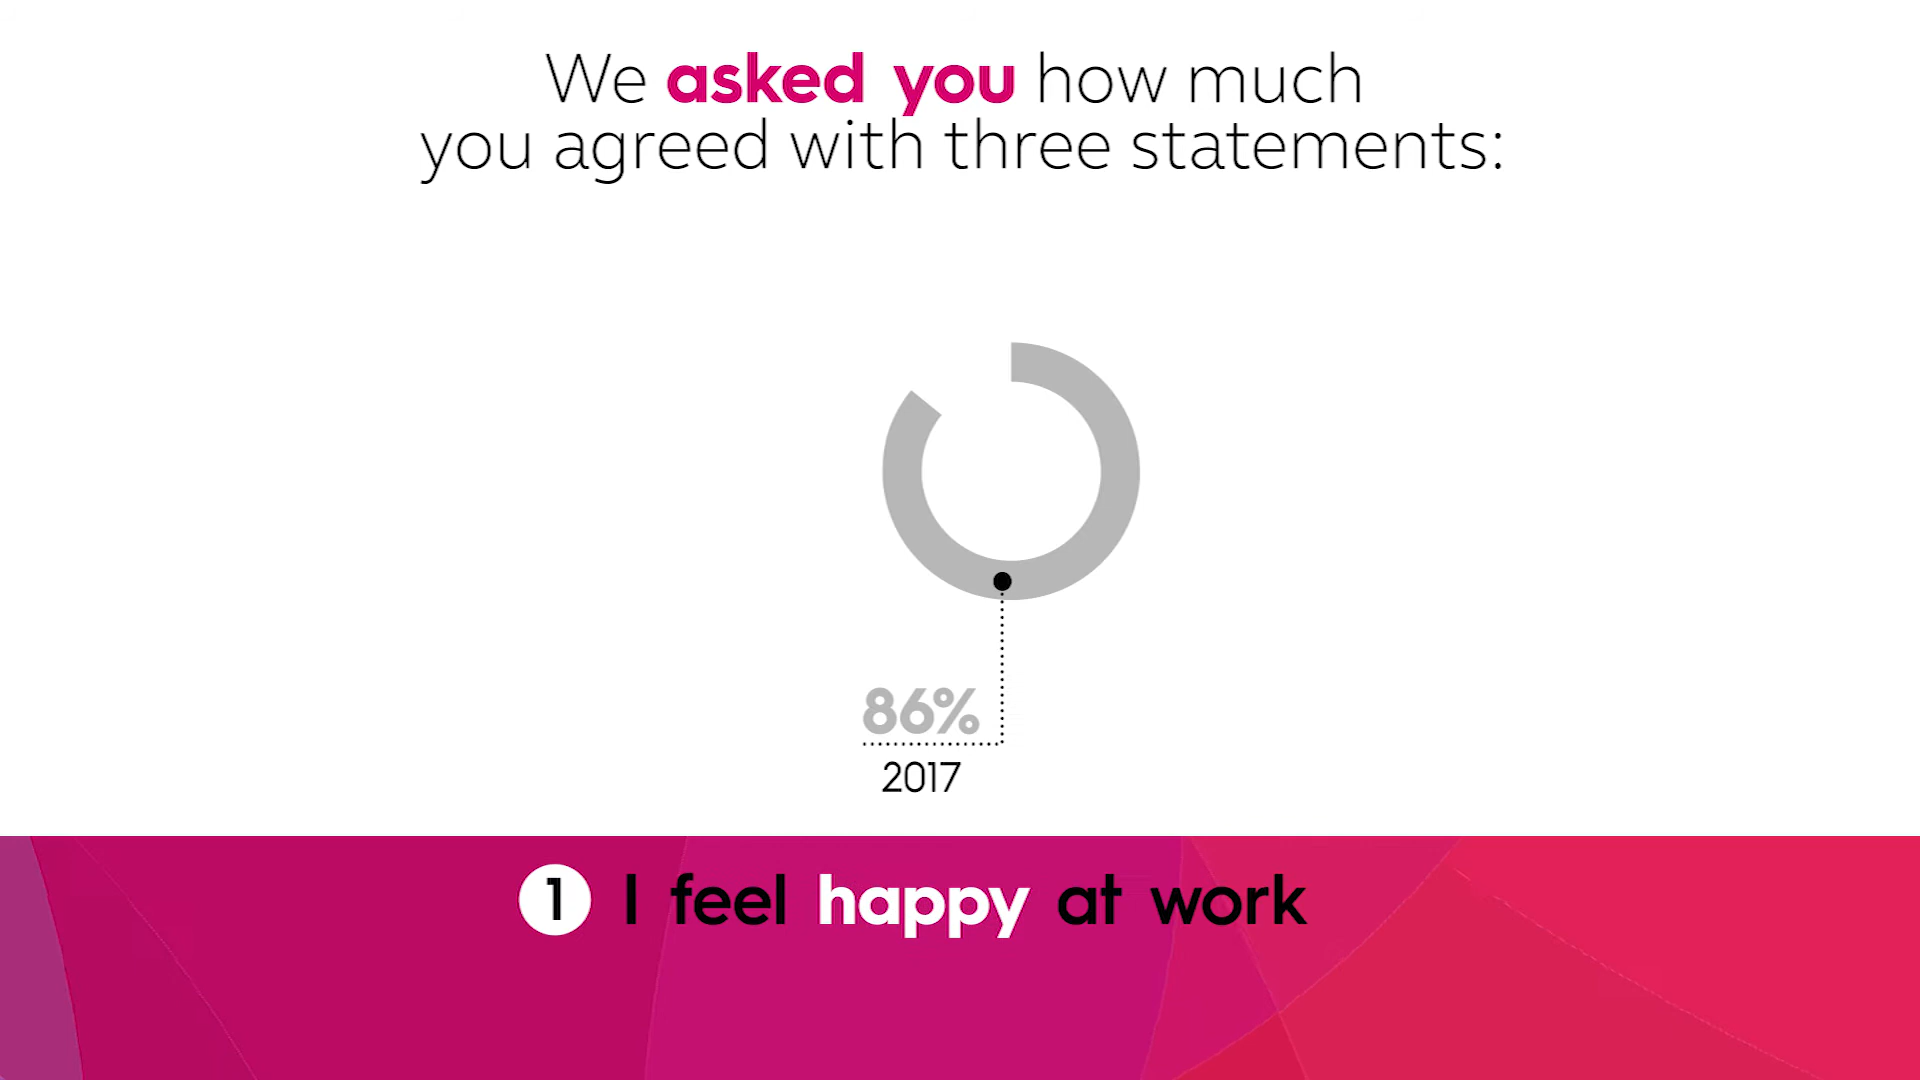 We asked you how much
you agreed with three statements:
86%
2017
1 I feel happy at work